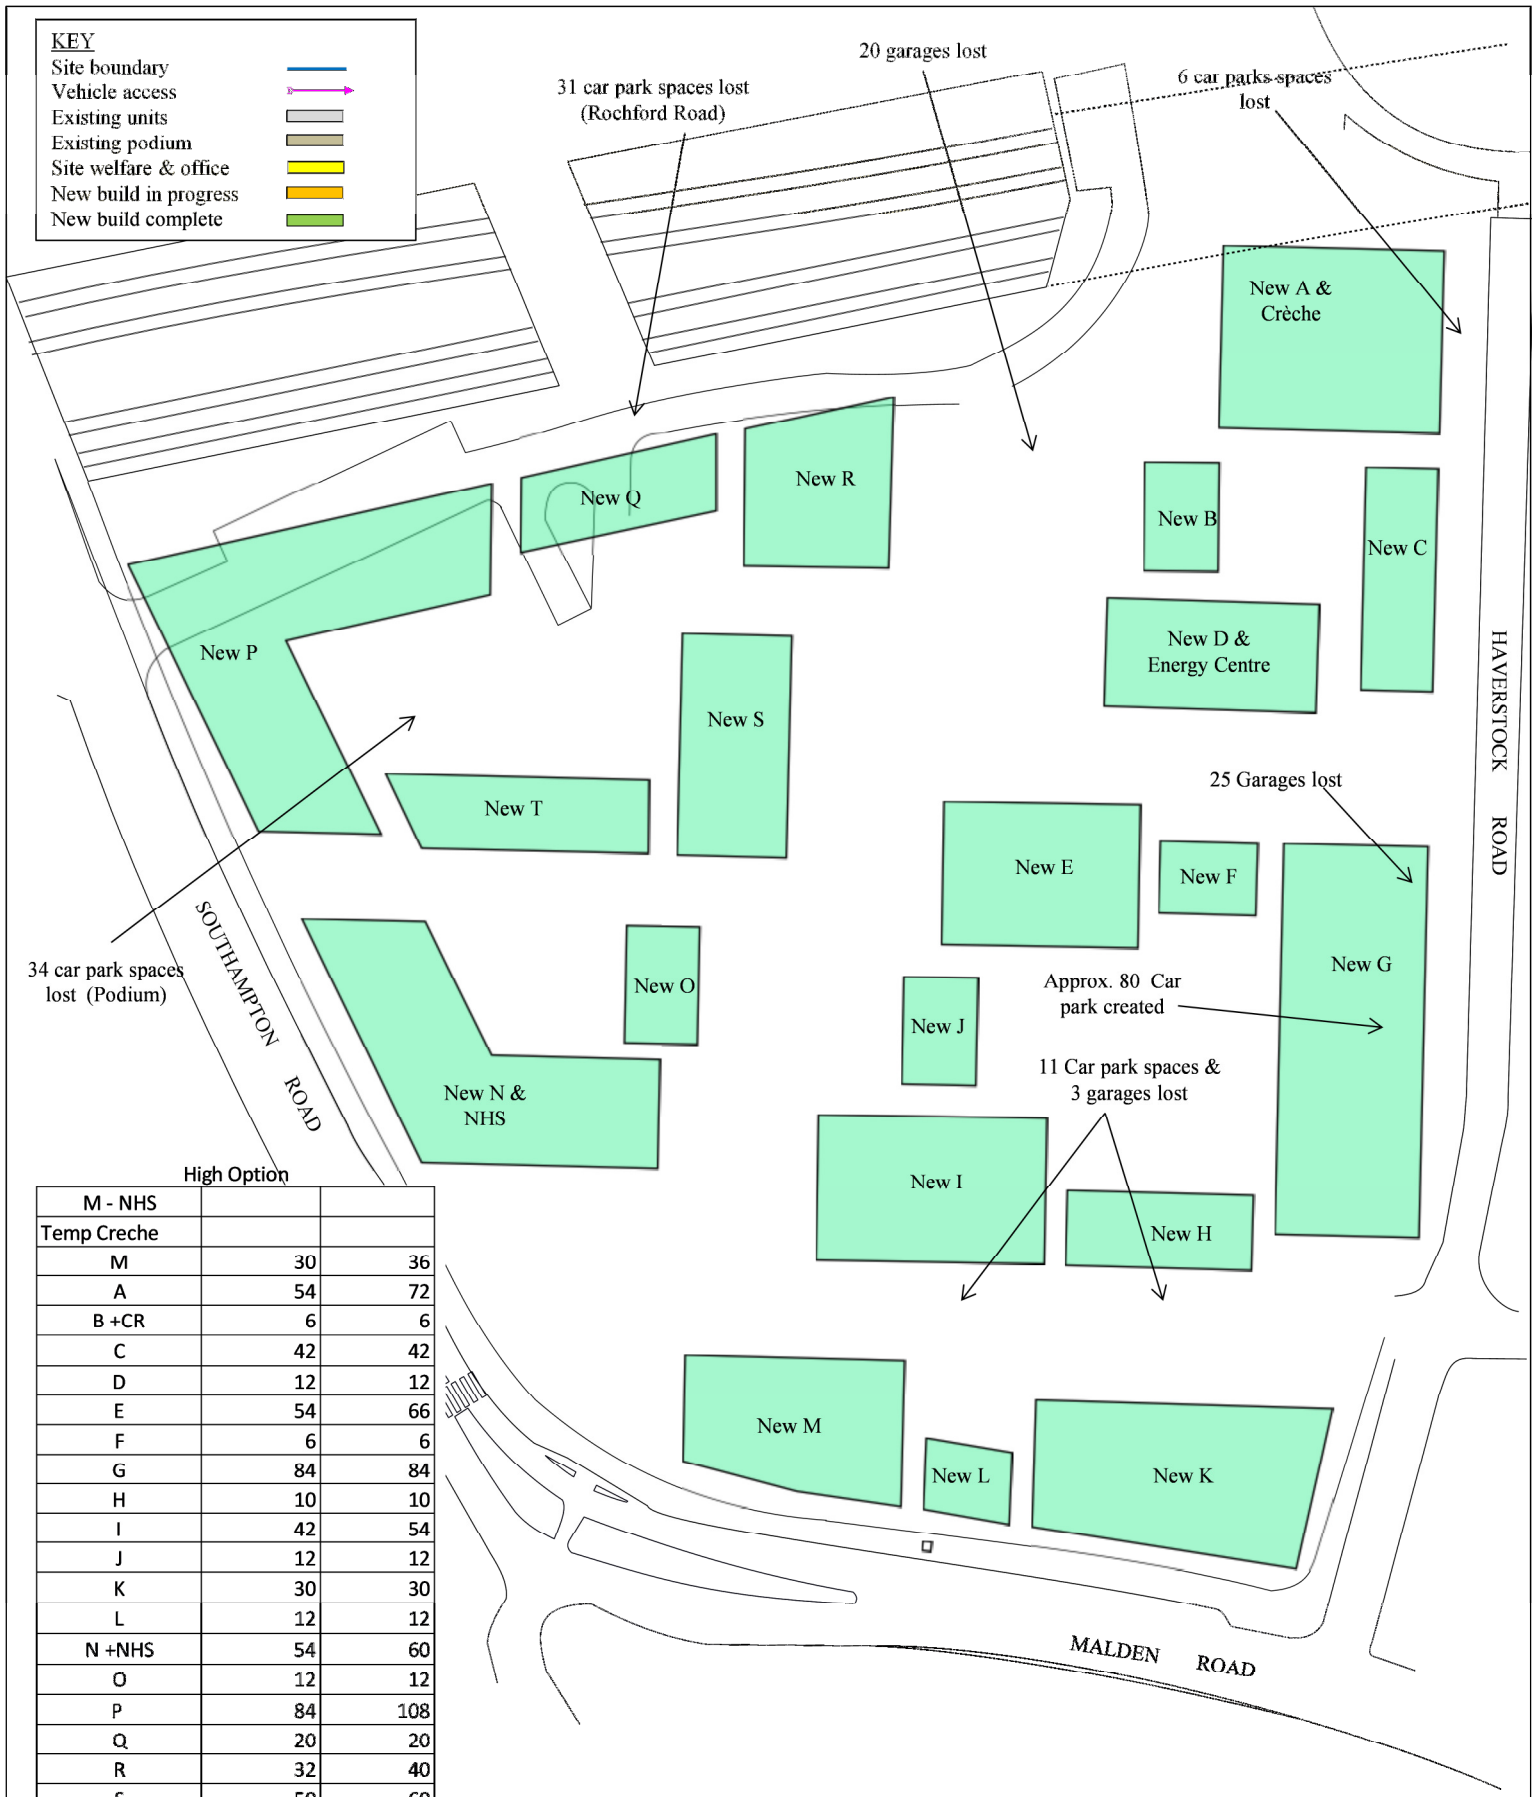 KEY
Site boundary
Vehicle access
Existing units
Existing podium
Site welfare & office
New build in progress
New build complete
31 car park spaces lost
(Rochford Road)
20 garages lost
6 car parks spaces
lost
New A &
Crèche
New Q
New R
New B
New C
New P
New D &
Energy Centre
New S
HAVERSTOCK ROAD
25 Garages lost
New T
New E
New F
New G
34 car park spaces
lost (Podium)
SOUTHAMPTON ROAD
New O
Approx. 80 Car
park created
New J
11 Car park spaces &
3 garages lost
New N &
NHS
New I
New H
New M
New L
New K
MALDEN ROAD
High Option
M - NHS
Temp Creche
M 30 36
A 54 72
B +CR 6 6
C 42 42
D 12 12
E 54 66
F 6 6
G 84 84
H 10 10
I 42 54
J 12 12
K 30 30
L 12 12
N +NHS 54 60
O 12 12
P 84 108
Q 20 20
R 32 40